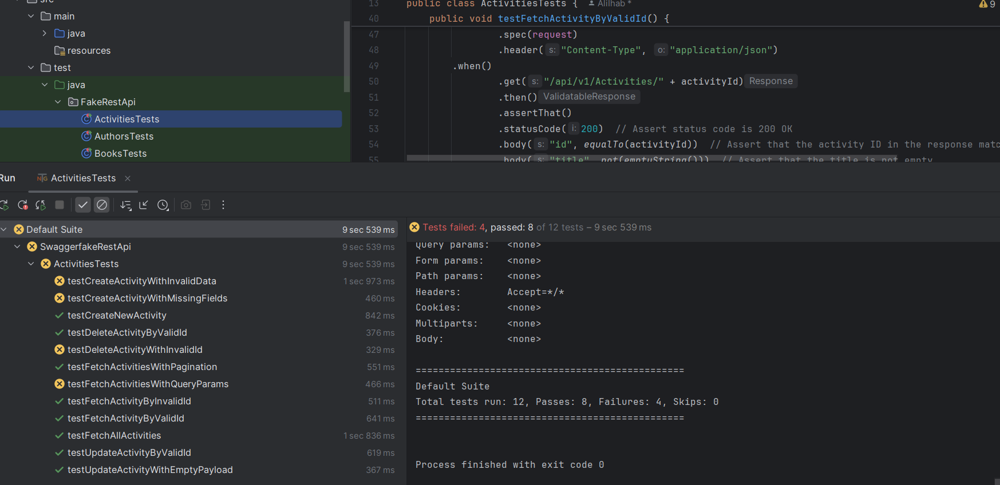 src
main
java
resources
test
java
FakeRestApi
ActivitiesTests
AuthorsTests
BooksTests
13 public class ActivitiesTests { Alilhab *
9
40 public void testFetchActivityByValidId() {
47 .spec(request)
48 .header( s: "Content-Type", o: "application/json")
49 .when()
50 .get( s: "/api/v1/Activities/" + activityId) Response
51 .then() ValidatableResponse
52 .assertThat()
53 .statusCode( i: 200) // Assert status code is 200 OK
54 .body( s: "id", equalTo(activityId)) // Assert that the activity ID in the response matc
55 .body( s: "title", not(emptyString())) // Assert that the title is not empty
Run
ActivitiesTests
Default Suite 9 sec 539 ms
SwaggerfakeRestApi 9 sec 539 ms
ActivitiesTests 9 sec 539 ms
testCreateActivityWithInvalidData 1 sec 973 ms
testCreateActivityWithMissingFields 460 ms
testCreateNewActivity 842 ms
testDeleteActivityByValidId 376 ms
testDeleteActivityWithInvalidId 329 ms
testFetchActivitiesWithPagination 551 ms
testFetchActivitiesWithQueryParams 466 ms
testFetchActivityByInvalidId 511 ms
testFetchActivityByValidId 641 ms
testFetchAllActivities 1 sec 836 ms
testUpdateActivityByValidId 619 ms
testUpdateActivityWithEmptyPayload 367 ms
Tests failed: 4, passed: 8 of 12 tests – 9 sec 539 ms
Query params: <none>
Form params: <none>
Path params: <none>
Headers: Accept=*/*
Cookies: <none>
Multiparts: <none>
Body: <none>
===============================================
Default Suite
Total tests run: 12, Passes: 8, Failures: 4, Skips: 0
===============================================
Process finished with exit code 0